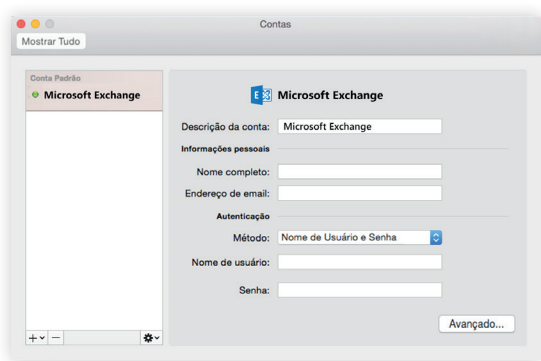 Contas
Mostrar Tudo
Conta Padrão
Microsoft Exchange
E Microsoft Exchange
Descrição da conta: Microsoft Exchange
Informações pessoais
Nome completo:
Endereço de email:
Autenticação
Método: Nome de Usuário e Senha
Nome de usuário:
Senha:
Avançado...